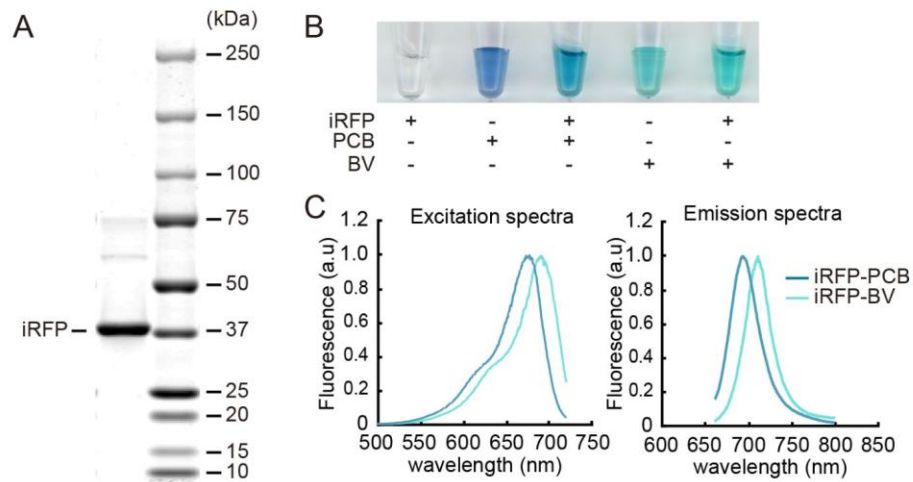 A
(kDa)
250
150
100
75
50
iRFP
37
25
20
15
10
B
iRFP + - + - +
PCB - + + - -
BV - - - + +
C
Excitation spectra
Fluorescence (a.u)
1.2
1.0
0.8
0.6
0.4
0.2
0
500 550 600 650 700 750
wavelength (nm)
Emission spectra
Fluorescence (a.u)
1.2
1.0
0.8
0.6
0.4
0.2
0
600 650 700 750 800 850
wavelength (nm)
iRFP-PCB
iRFP-BV